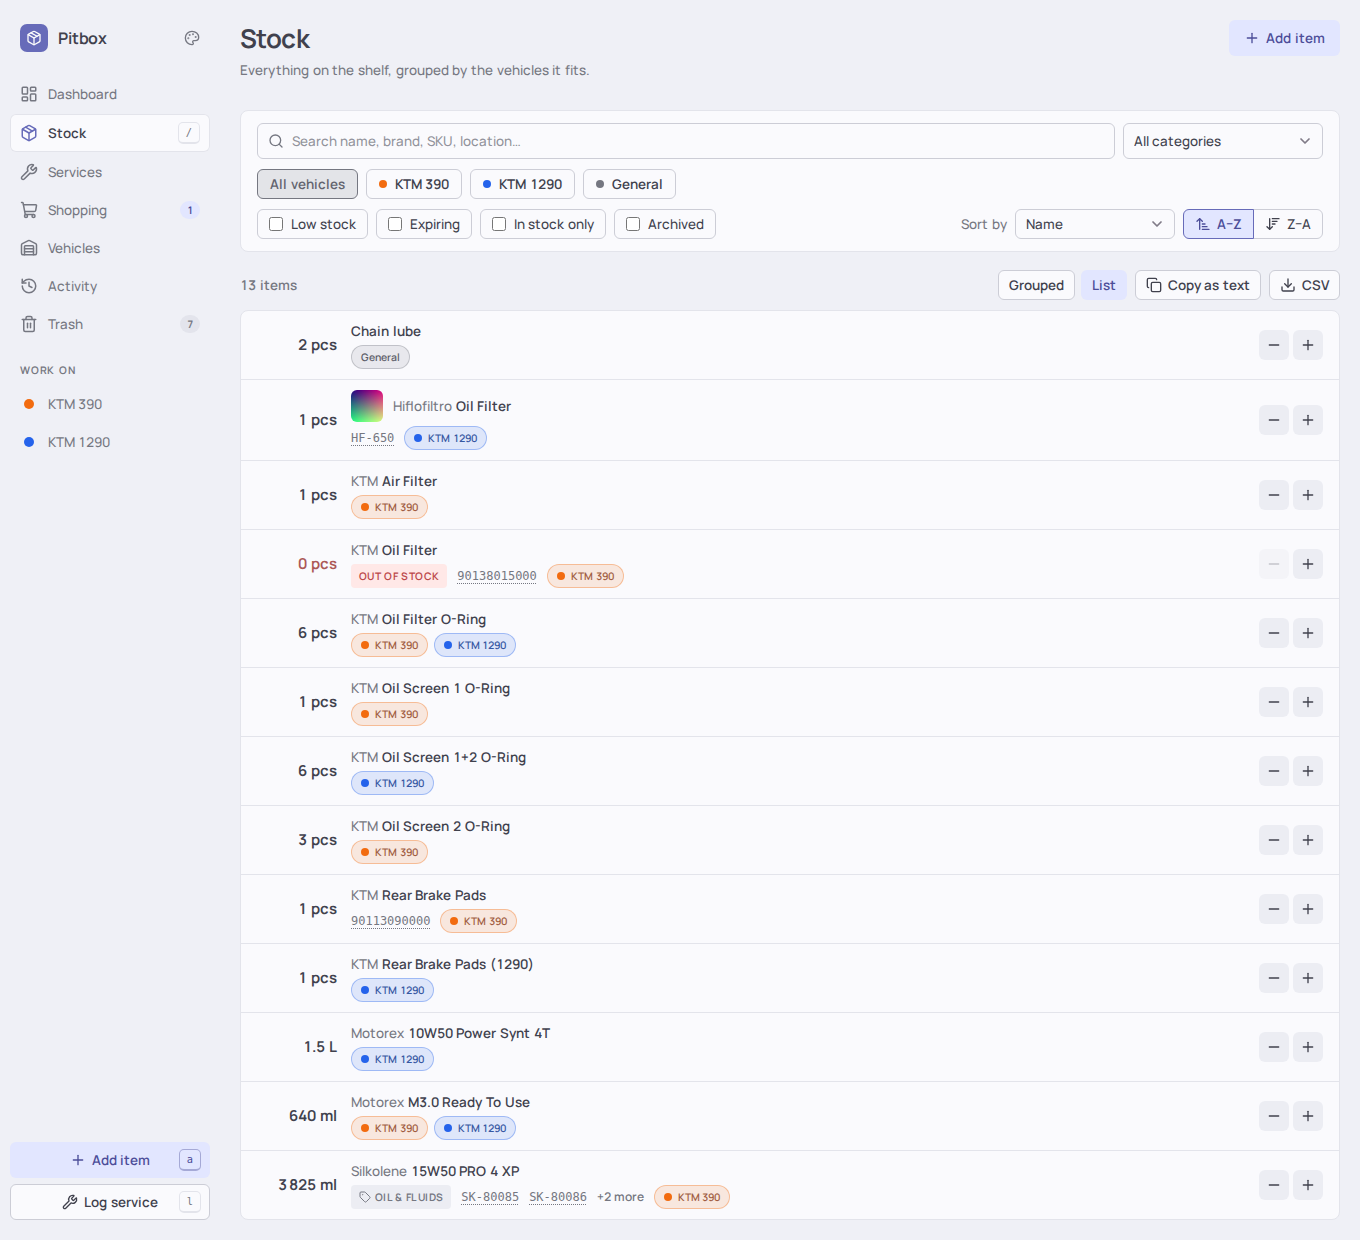 Pitbox
Dashboard
Stock /
Services
Shopping 1
Vehicles
Activity
Trash 7
WORK ON
KTM 390
KTM 1290
Add item a
Log service l
Stock
Everything on the shelf, grouped by the vehicles it fits.
Add item
Search name, brand, SKU, location…
All categories
All vehicles KTM 390 KTM 1290 General
Low stock Expiring In stock only Archived
Sort by Name A–Z Z–A
13 items
Grouped List Copy as text CSV
2 pcs Chain lube
General
1 pcs Hiflofiltro Oil Filter
HF-650 KTM 1290
1 pcs KTM Air Filter
KTM 390
0 pcs KTM Oil Filter
OUT OF STOCK 90138015000 KTM 390
6 pcs KTM Oil Filter O-Ring
KTM 390 KTM 1290
1 pcs KTM Oil Screen 1 O-Ring
KTM 390
6 pcs KTM Oil Screen 1+2 O-Ring
KTM 1290
3 pcs KTM Oil Screen 2 O-Ring
KTM 390
1 pcs KTM Rear Brake Pads
90113090000 KTM 390
1 pcs KTM Rear Brake Pads (1290)
KTM 1290
1.5 L Motorex 10W50 Power Synt 4T
KTM 1290
640 ml Motorex M3.0 Ready To Use
KTM 390 KTM 1290
3 825 ml Silkolene 15W50 PRO 4 XP
OIL & FLUIDS SK-80085 SK-80086 +2 more KTM 390